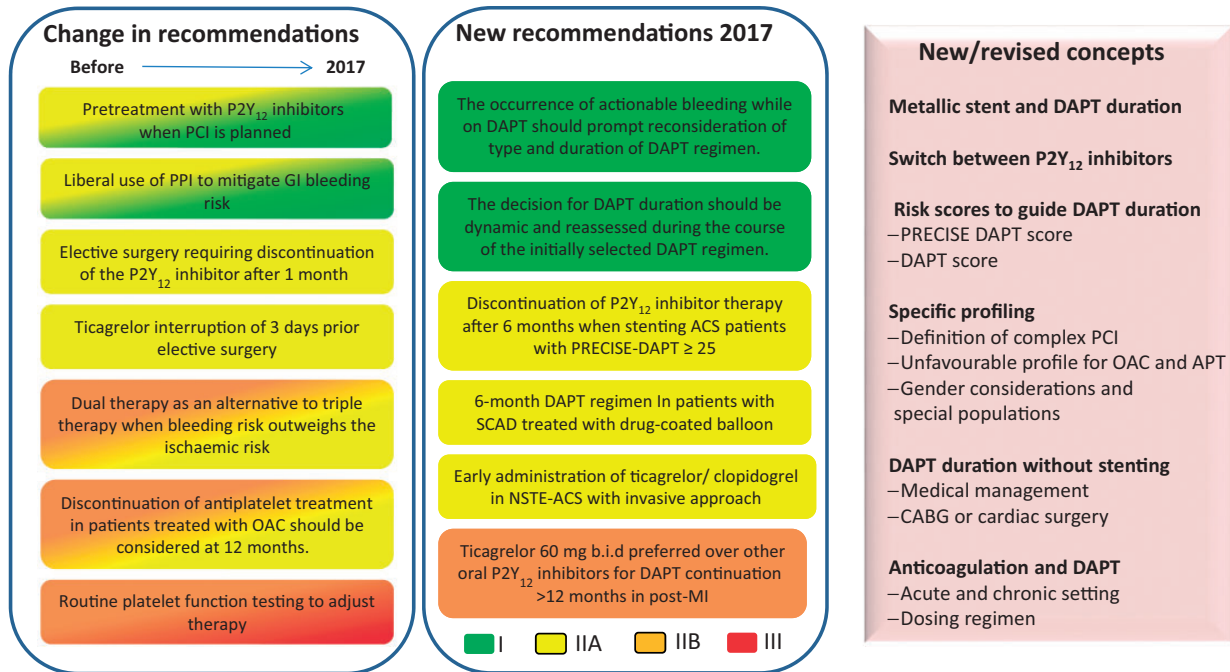 Change in recommendations
Before 2017
Pretreatment with P2Y12 inhibitors
when PCI is planned
Liberal use of PPI to mitigate GI bleeding
risk
Elective surgery requiring discontinuation
of the P2Y12 inhibitor after 1 month
Ticagrelor interruption of 3 days prior
elective surgery
Dual therapy as an alternative to triple
therapy when bleeding risk outweighs the
ischaemic risk
Discontinuation of antiplatelet treatment
in patients treated with OAC should be
considered at 12 months.
Routine platelet function testing to adjust
therapy
New recommendations 2017
The occurrence of actionable bleeding while
on DAPT should prompt reconsideration of
type and duration of DAPT regimen.
The decision for DAPT duration should be
dynamic and reassessed during the course
of the initially selected DAPT regimen.
Discontinuation of P2Y12 inhibitor therapy
after 6 months when stenting ACS patients
with PRECISE-DAPT ≥ 25
6-month DAPT regimen In patients with
SCAD treated with drug-coated balloon
Early administration of ticagrelor/ clopidogrel
in NSTE-ACS with invasive approach
Ticagrelor 60 mg b.i.d preferred over other
oral P2Y12 inhibitors for DAPT continuation
>12 months in post-MI
I IIA IIB III
New/revised concepts
Metallic stent and DAPT duration
Switch between P2Y12 inhibitors
Risk scores to guide DAPT duration
–PRECISE DAPT score
–DAPT score
Specific profiling
–Definition of complex PCI
–Unfavourable profile for OAC and APT
–Gender considerations and
special populations
DAPT duration without stenting
–Medical management
–CABG or cardiac surgery
Anticoagulation and DAPT
–Acute and chronic setting
–Dosing regimen